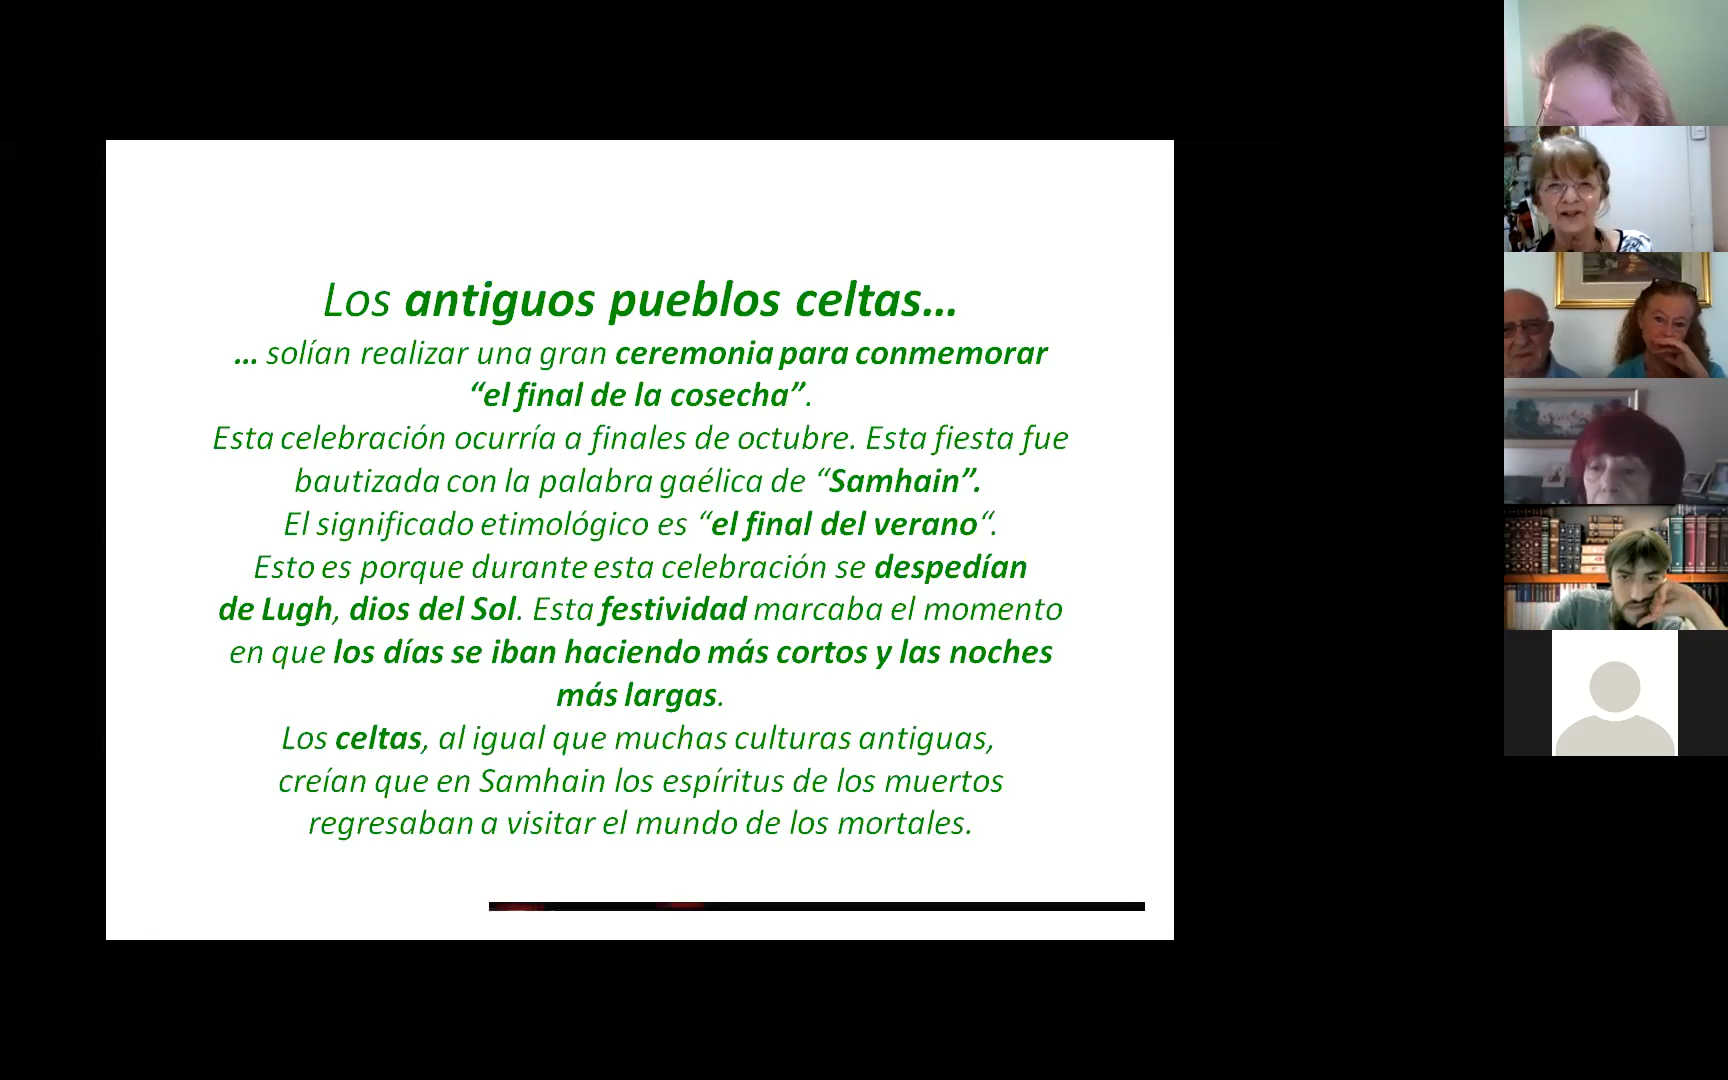 Los antiguos pueblos celtas...
... solían realizar una gran ceremonia para conmemorar
“el final de la cosecha”.
Esta celebración ocurría a finales de octubre. Esta fiesta fue
bautizada con la palabra gaélica de “Samhain”.
El significado etimológico es “el final del verano“.
Esto es porque durante esta celebración se despedían
de Lugh, dios del Sol. Esta festividad marcaba el momento
en que los días se iban haciendo más cortos y las noches
más largas.
Los celtas, al igual que muchas culturas antiguas,
creían que en Samhain los espíritus de los muertos
regresaban a visitar el mundo de los mortales.